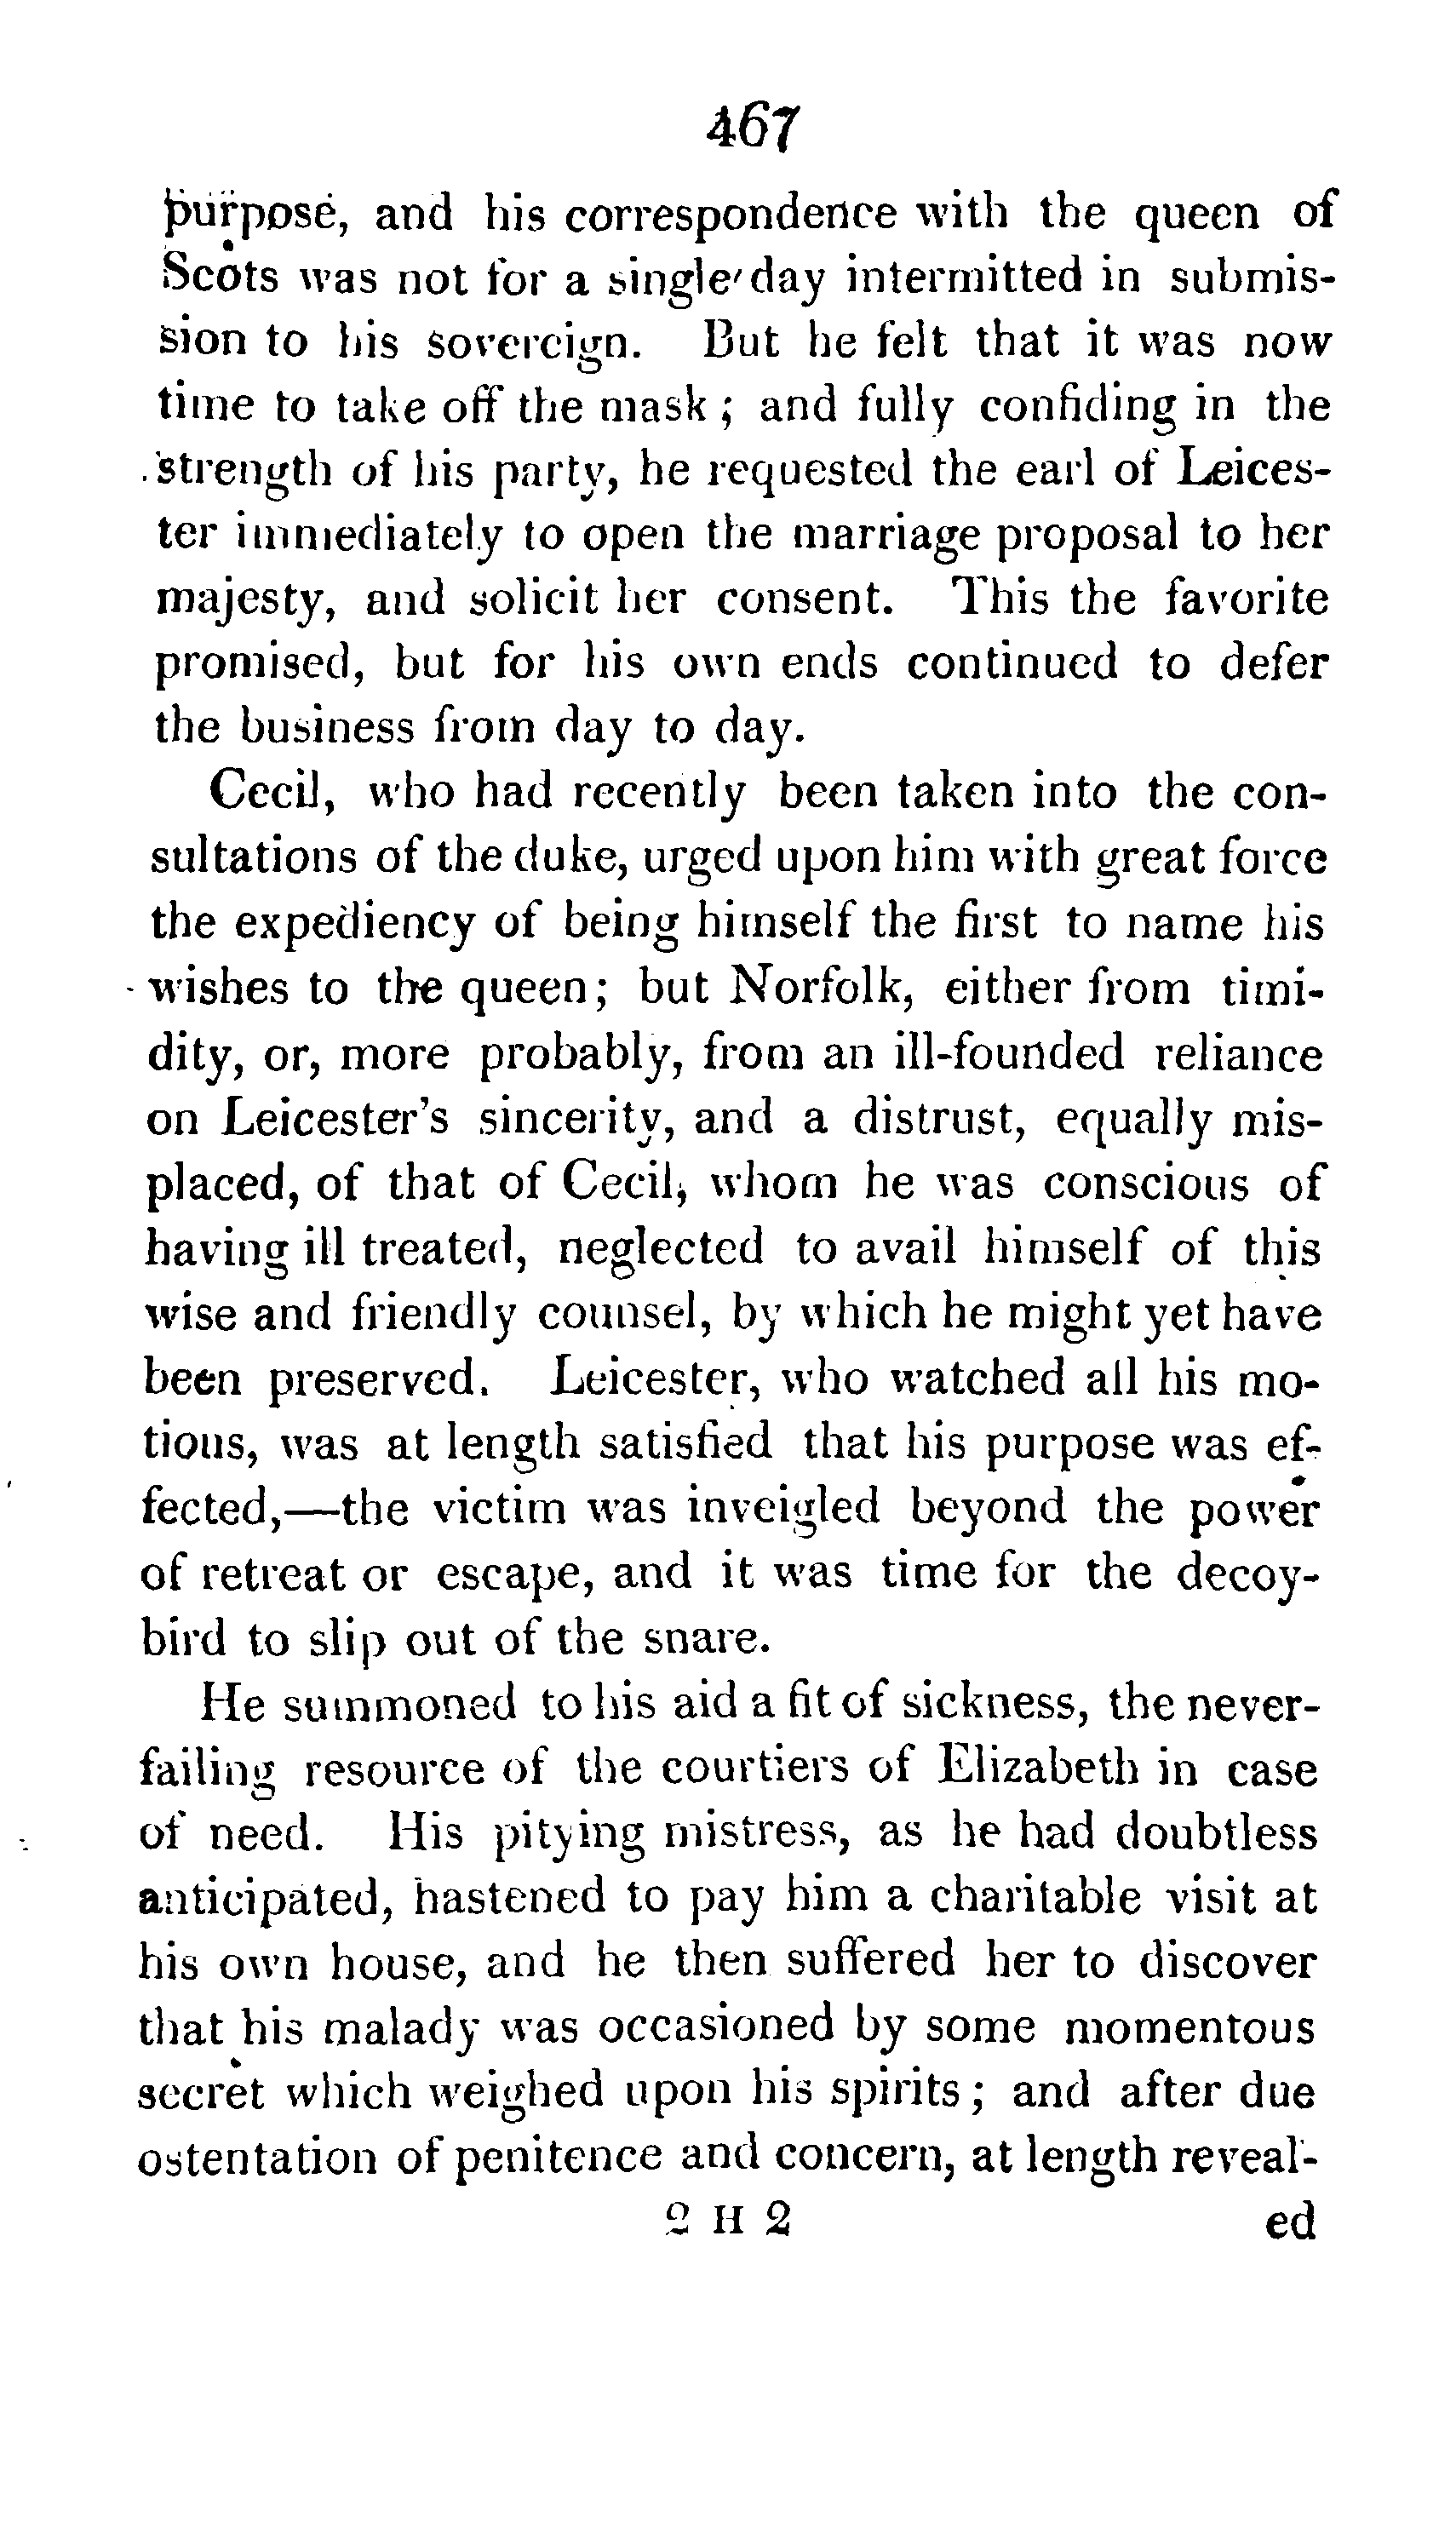 467
purpose, and his correspondence with the queen of
Scots was not for a single day intermitted in submis-
sion to his sovereign. But he felt that it was now
time to take off the mask ; and fully confiding in the
strength of his party, he requested the earl of Leices-
ter immediately to open the marriage proposal to her
majesty, and solicit her consent. This the favorite
promised, but for his own ends continued to defer
the business from day to day.
Cecil, who had recently been taken into the con-
sultations of the duke, urged upon him with great force
the expediency of being himself the first to name his
wishes to the queen; but Norfolk, either from timi-
dity, or, more probably, from an ill-founded reliance
on Leicester's sincerity, and a distrust, equally mis-
placed, of that of Cecil, whom he was conscious of
having ill treated, neglected to avail himself of this
wise and friendly counsel, by which he might yet have
been preserved. Leicester, who watched all his mo-
tions, was at length satisfied that his purpose was ef-
fected,—the victim was inveigled beyond the power
of retreat or escape, and it was time for the decoy-
bird to slip out of the snare.
He summoned to his aid a fit of sickness, the never-
failing resource of the courtiers of Elizabeth in case
of need. His pitying mistress, as he had doubtless
anticipated, hastened to pay him a charitable visit at
his own house, and he then suffered her to discover
that his malady was occasioned by some momentous
secret which weighed upon his spirits ; and after due
ostentation of penitence and concern, at length reveal-
2 H 2 ed